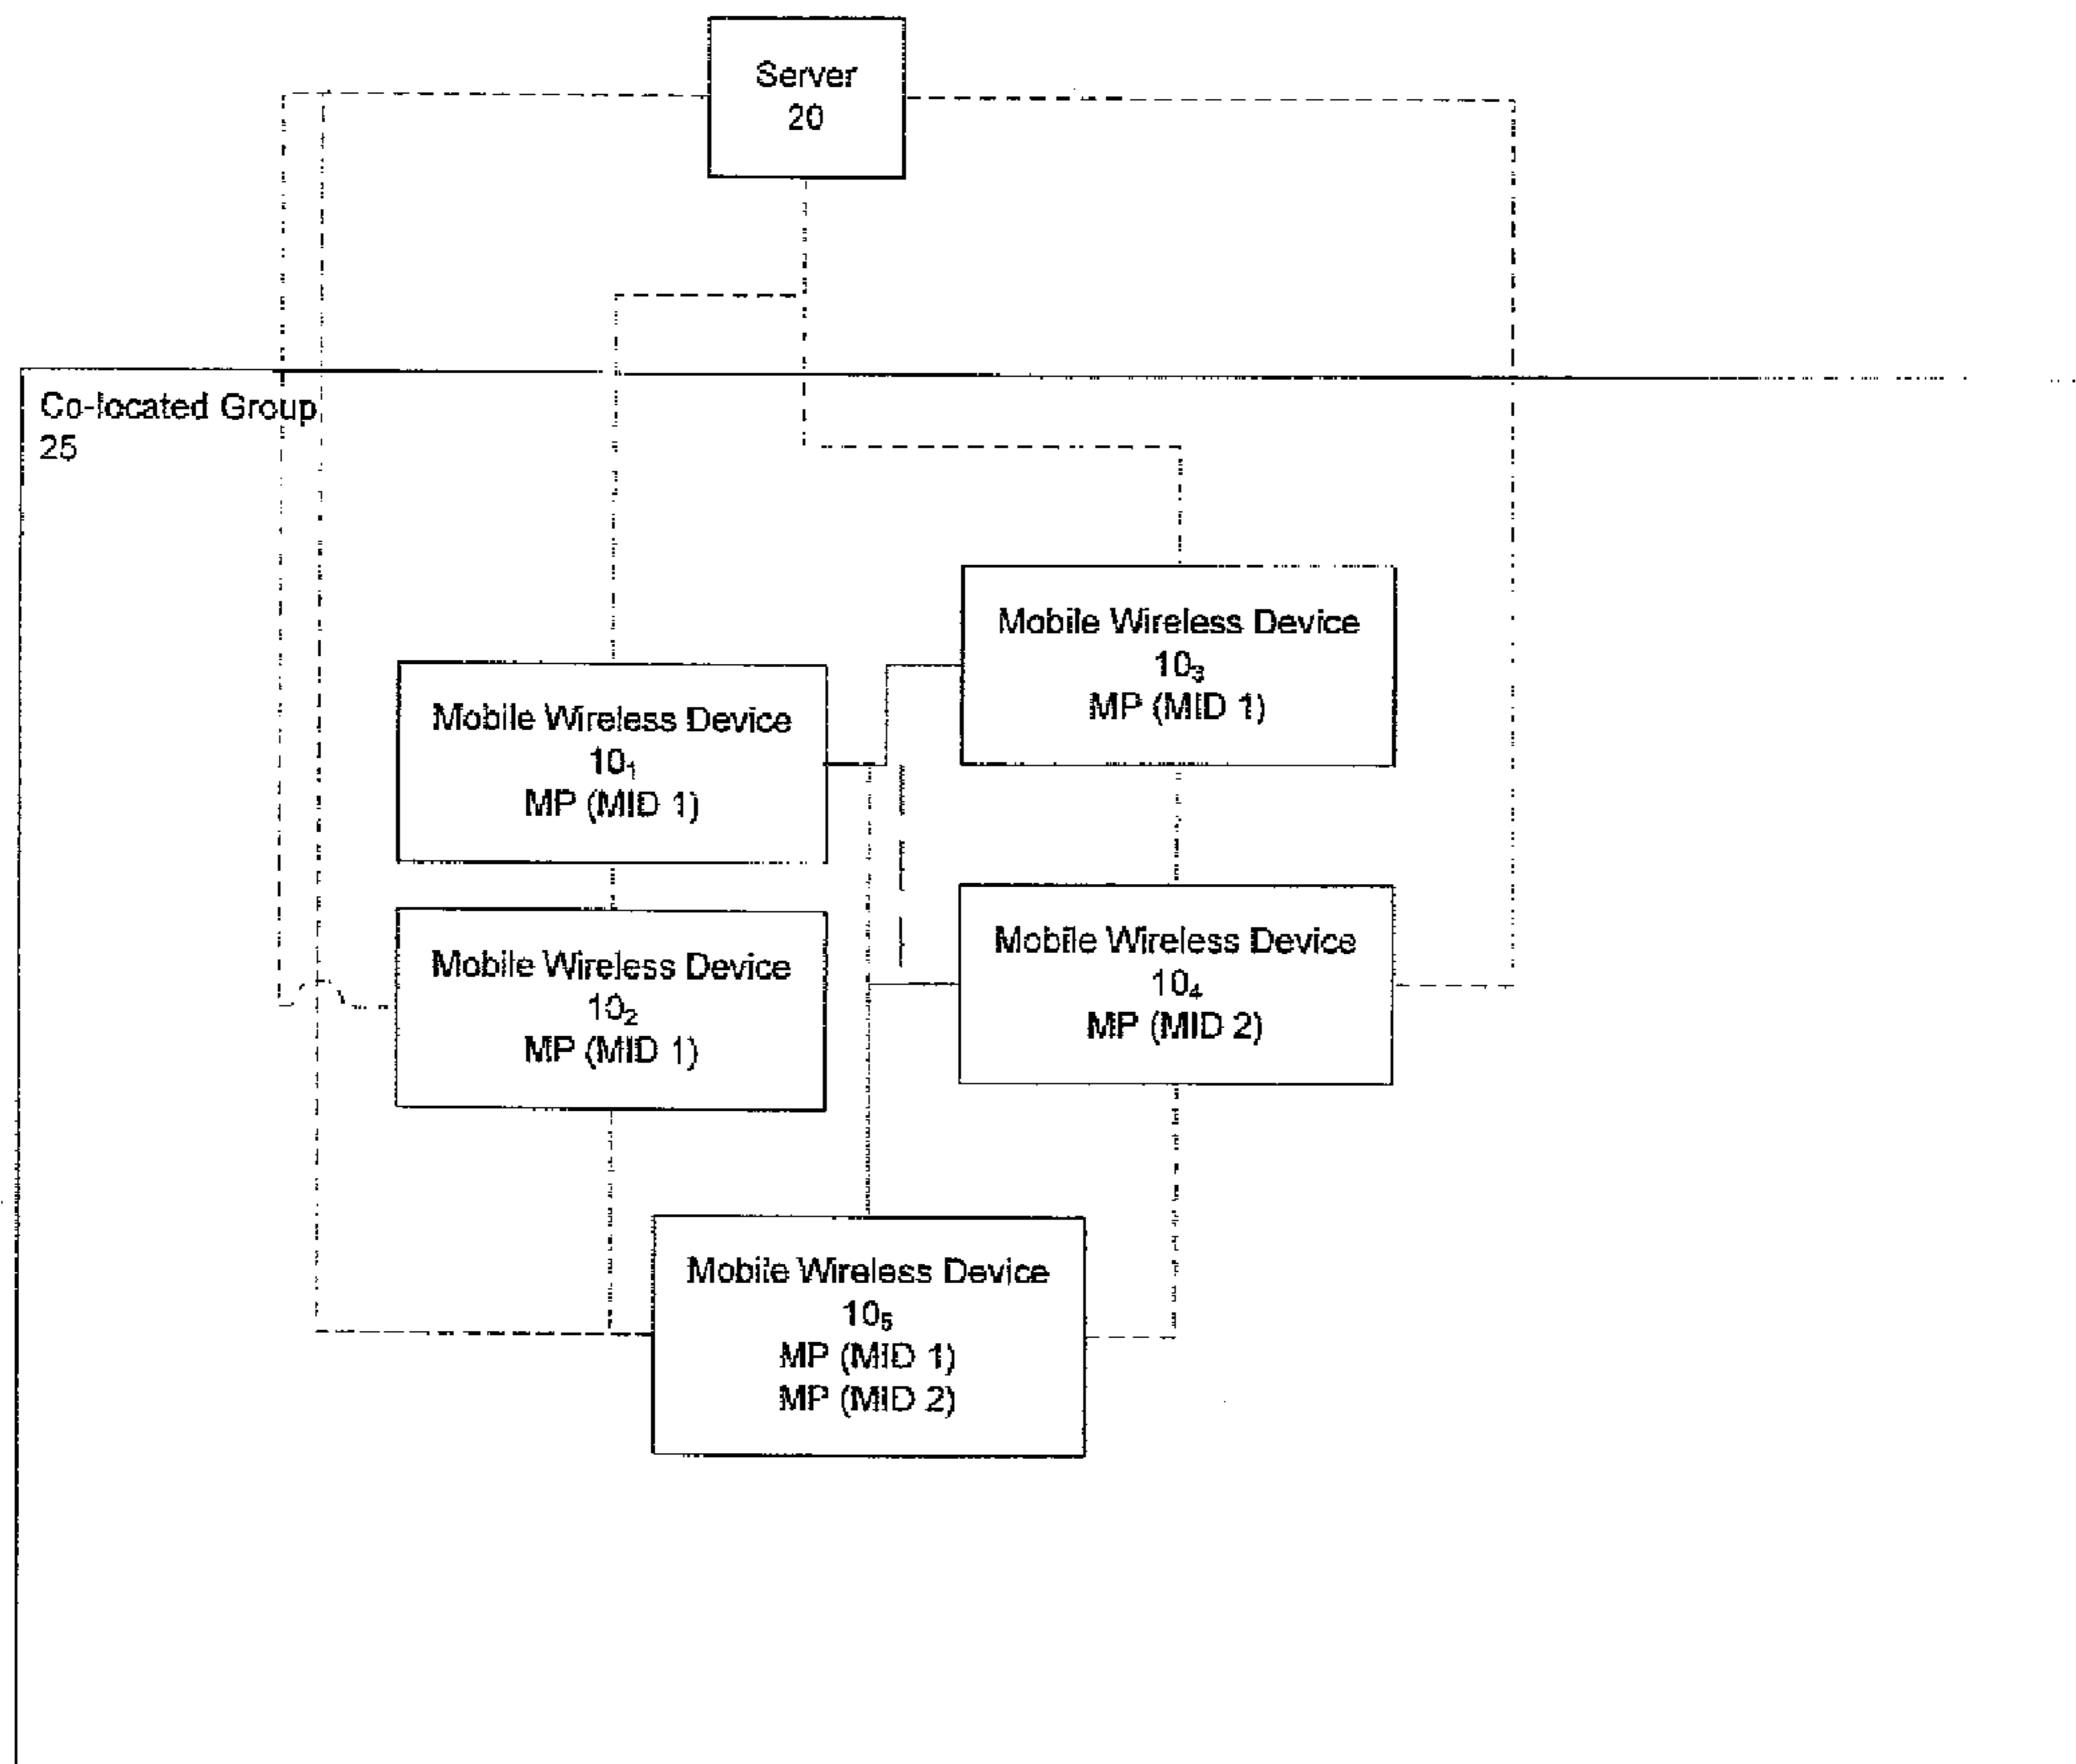 Server
20
Co-located Group
25
Mobile Wireless Device
10₃
MP (MID 1)
Mobile Wireless Device
10₁
MP (MID 1)
Mobile Wireless Device
10₄
MP (MID 2)
Mobile Wireless Device
10₂
MP (MID 1)
Mobile Wireless Device
10₅
MP (MID 1)
MP (MID 2)